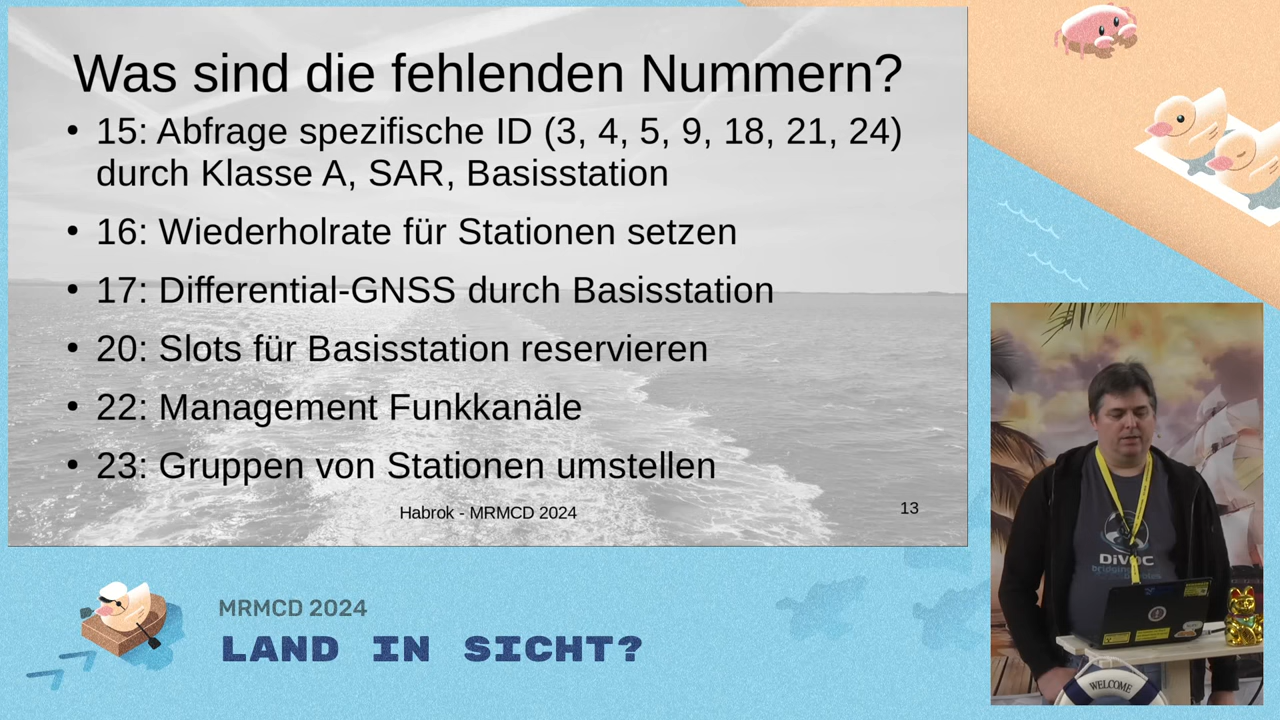 Was sind die fehlenden Nummern?
• 15: Abfrage spezifische ID (3, 4, 5, 9, 18, 21, 24)
durch Klasse A, SAR, Basisstation
• 16: Wiederholrate für Stationen setzen
• 17: Differential-GNSS durch Basisstation
• 20: Slots für Basisstation reservieren
• 22: Management Funkkanäle
• 23: Gruppen von Stationen umstellen
Habrok - MRMCD 2024
13
MRMCD 2024
LAND IN SICHT?
DiVOC
WELCOME